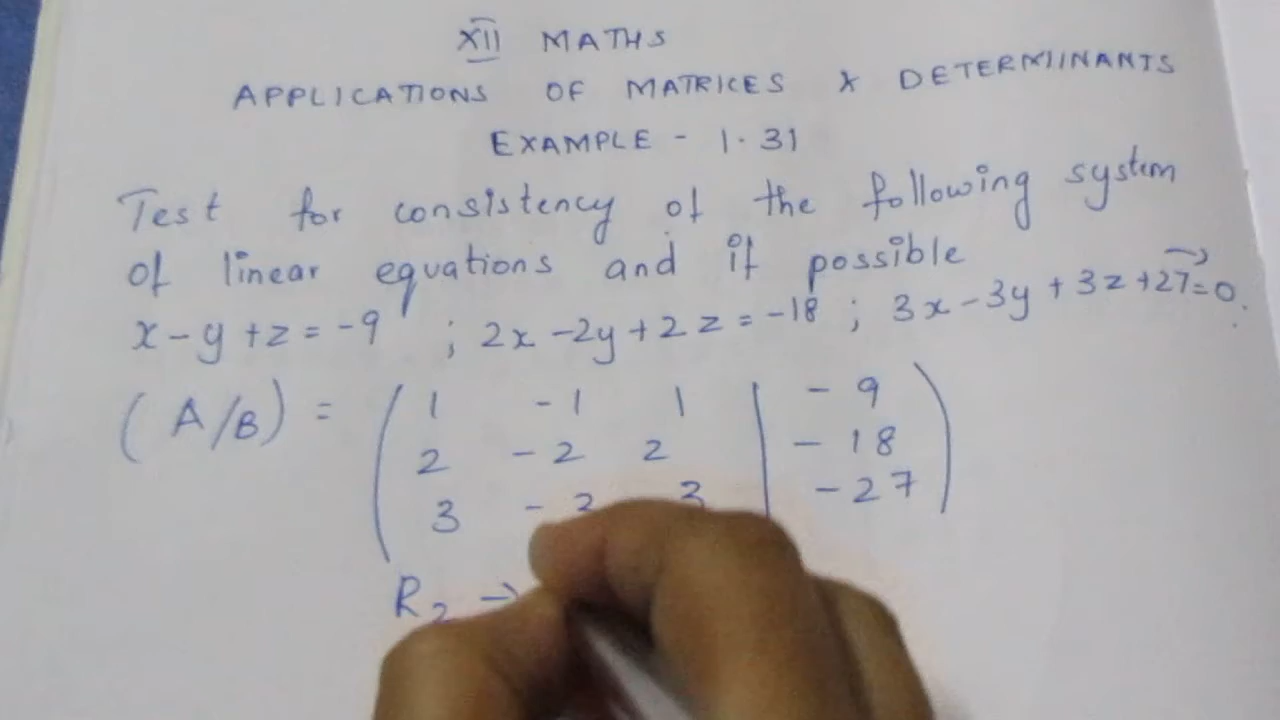 XII MATHS
APPLICATIONS OF MATRICES & DETERMINANTS
EXAMPLE - 1.31
Test for consistency of the following system
of linear equations and if possible
x - y + z = -9 ; 2x - 2y + 2z = -18 ; 3x - 3y + 3z + 27 = 0.
(A/B) = ( 1 -1 1 | -9
2 -2 2 | -18
3 - 3 | -27 )
R2 →